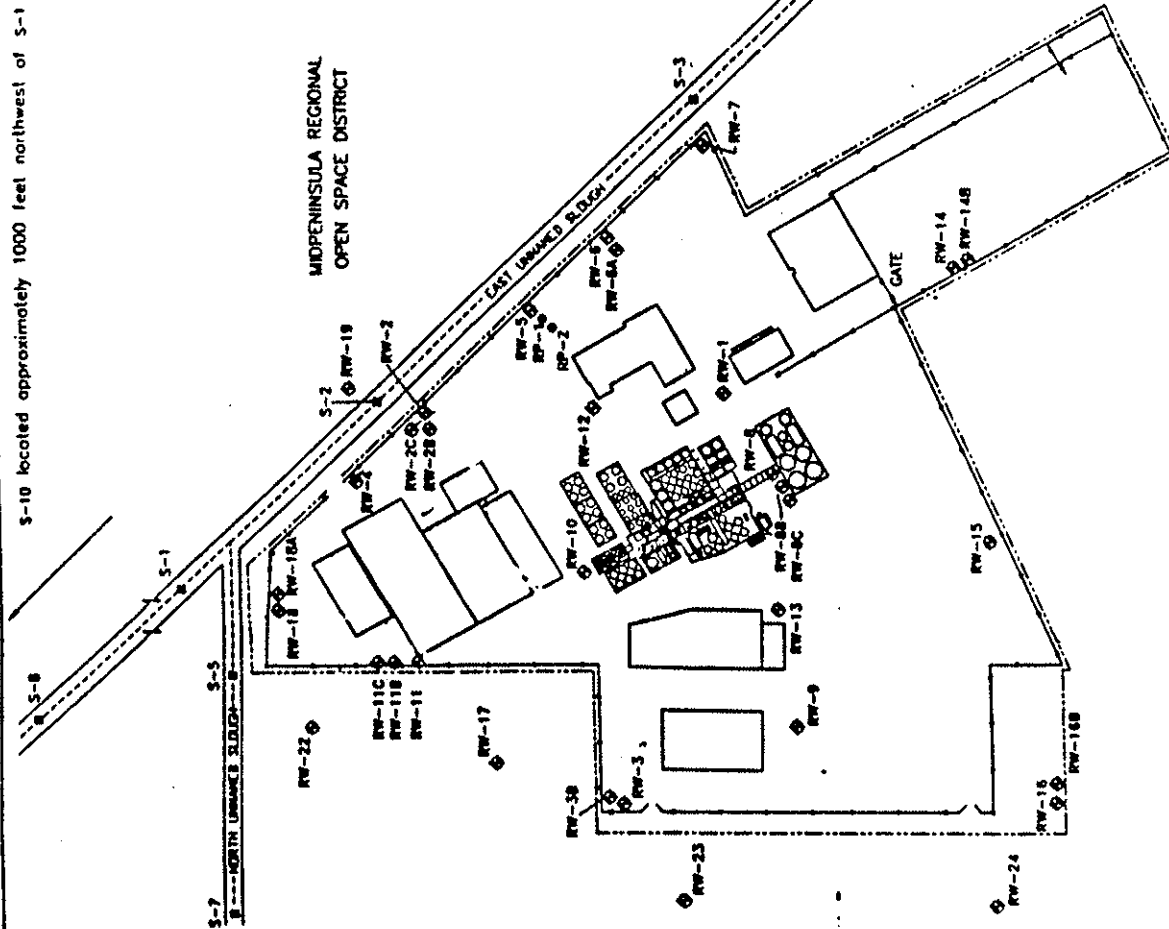 S-10 located approximately 1000 feet northwest of S-1
S-8
S-1
S-7
NORTH UNNAMED SLOUGH
S-5
MIDPENINSULA REGIONAL
OPEN SPACE DISTRICT
EAST UNNAMED SLOUGH
S-2
S-3
RW-19
RW-2
RW-2C
RW-2B
RW-18
RW-18A
RW-22
RW-11C
RW-11B
RW-11
RW-17
RW-5
RP-1
RP-2
RW-6
RW-6A
RW-7
RW-12
RW-10
RW-1
RW-8
RW-8B
RW-8C
RW-14
RW-14B
GATE
RW-13
RW-15
RW-9
RW-3B
RW-3
RW-23
RW-24
RW-16
RW-16B